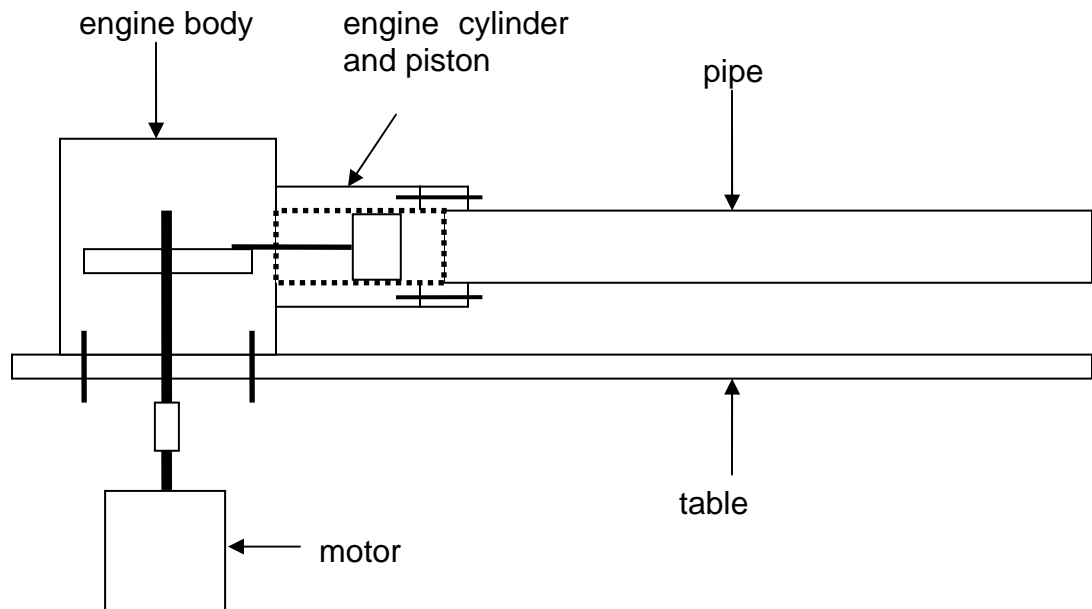 engine body
engine cylinder
and piston
pipe
table
motor